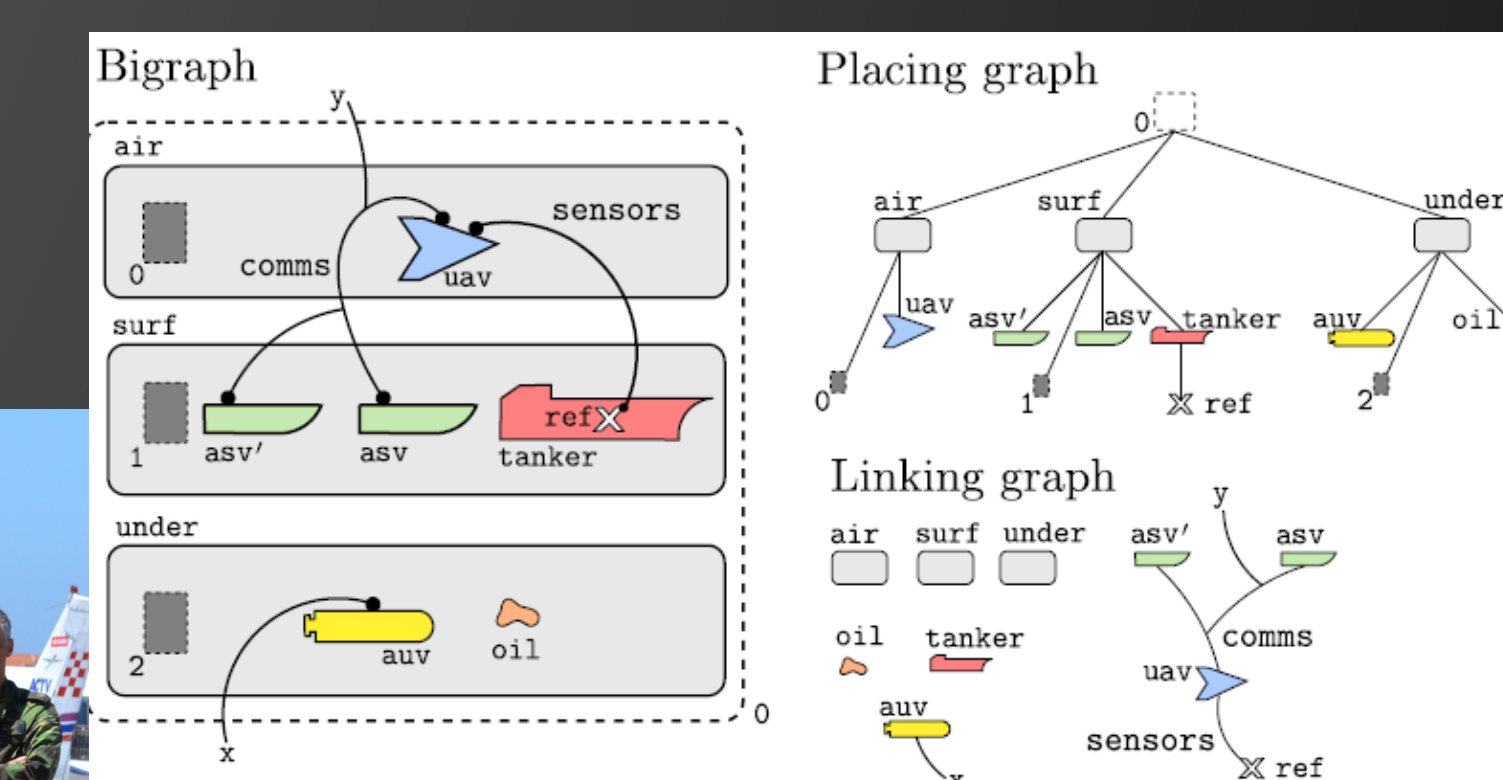 Bigraph
y
air
sensors
comms
0
uav
surf
ref
1
asv'
asv
tanker
under
2
auv
oil
0
x
Placing graph
0
air
surf
under
uav
asv'
asv
tanker
auv
oil
0
1
ref
2
Linking graph
y
air
surf
under
asv'
asv
oil
tanker
comms
uav
auv
sensors
x
ref
ACTV